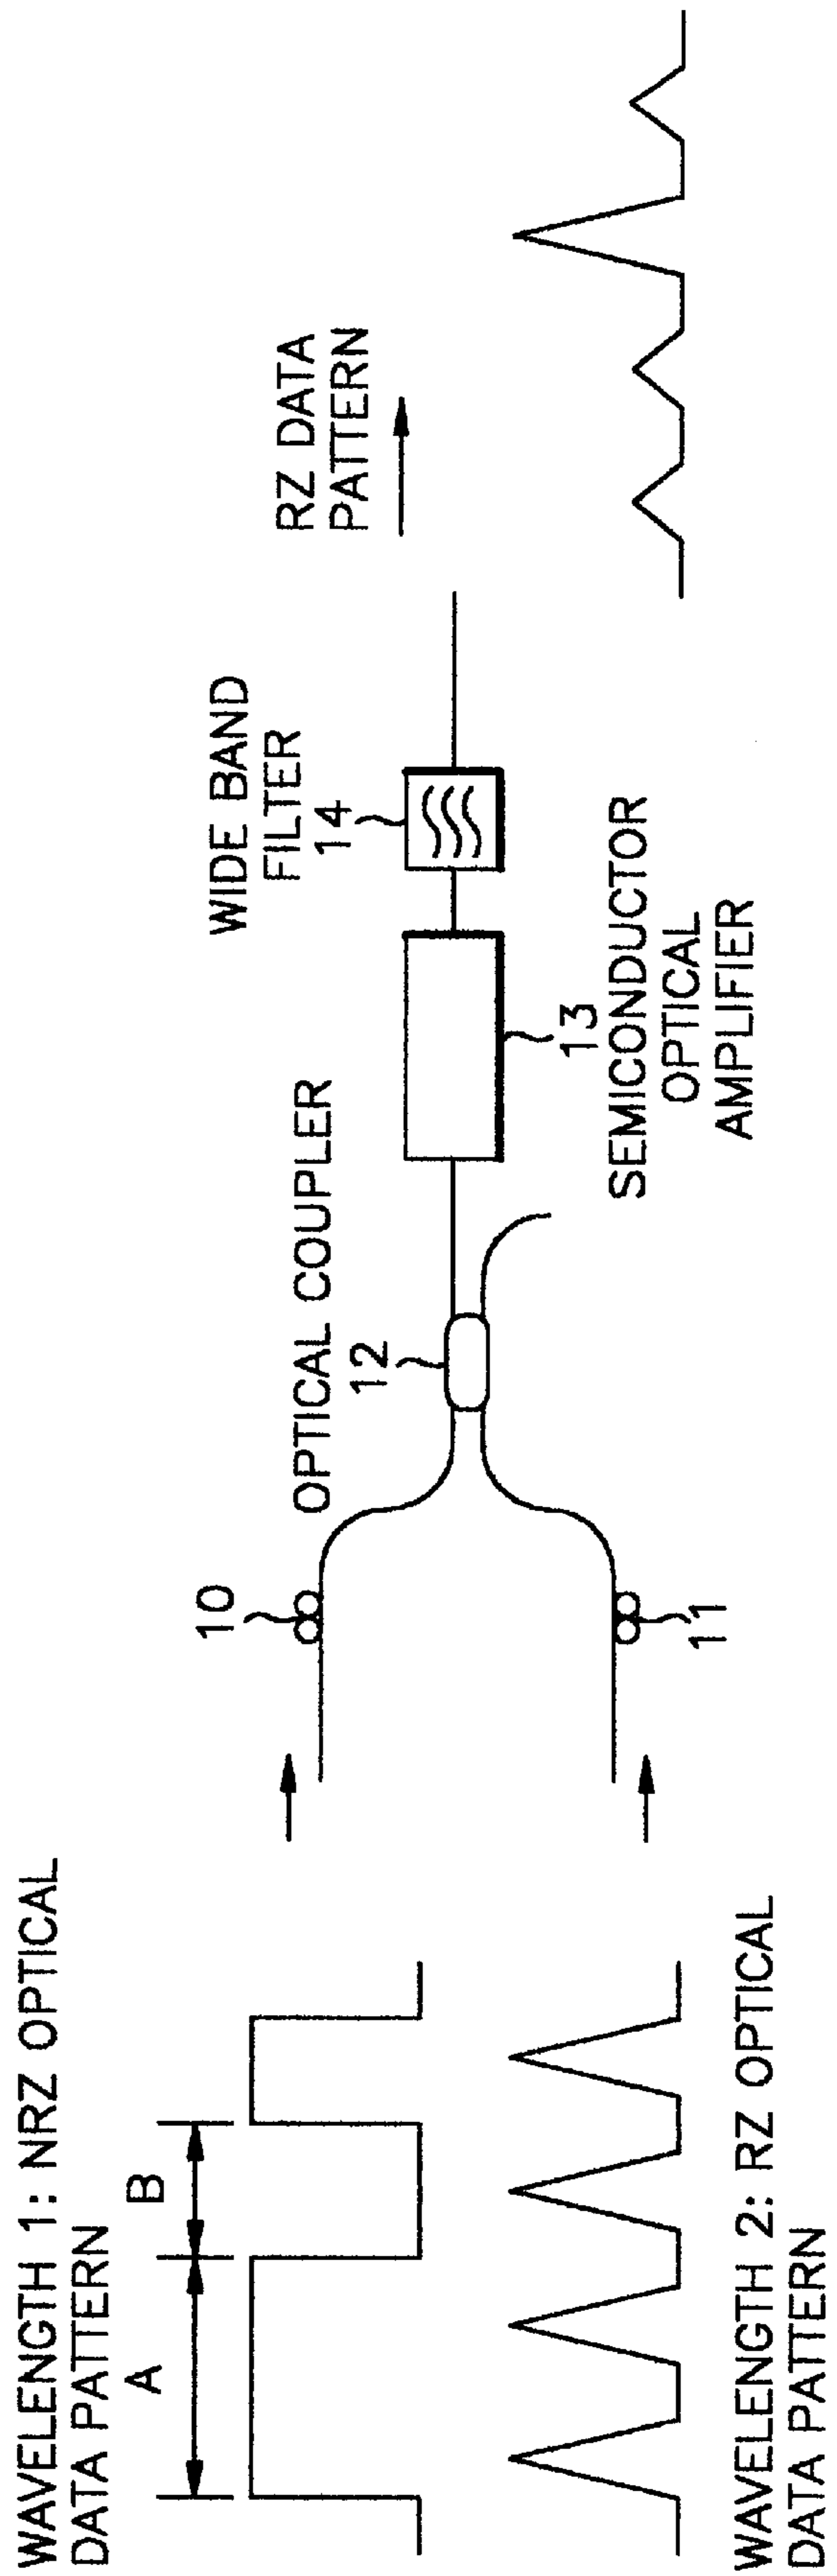 WAVELENGTH 1: NRZ OPTICAL
DATA PATTERN
A
B
10
OPTICAL COUPLER
12
WIDE BAND
FILTER
14
RZ DATA
PATTERN
13
SEMICONDUCTOR
OPTICAL
AMPLIFIER
11
WAVELENGTH 2: RZ OPTICAL
DATA PATTERN